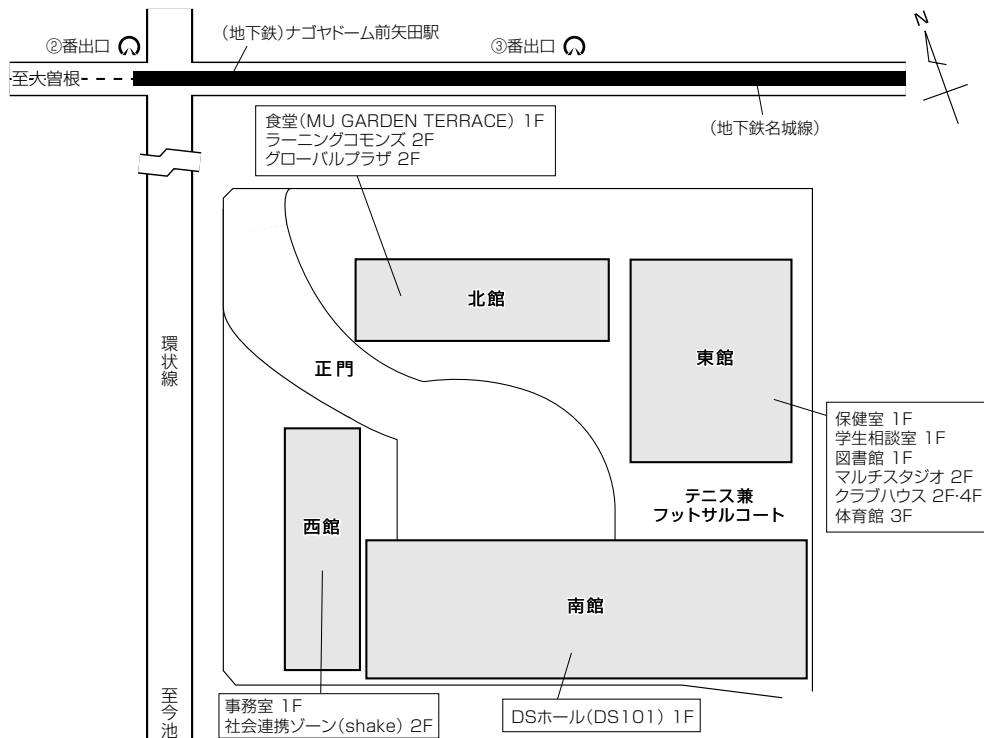 ②番出口
(地下鉄)ナゴヤドーム前矢田駅
③番出口
N
至大曽根
(地下鉄名城線)
食堂(MU GARDEN TERRACE) 1F
ラーニングコモンズ 2F
グローバルプラザ 2F
北館
東館
環状線
正門
保健室 1F
学生相談室 1F
図書館 1F
マルチスタジオ 2F
クラブハウス 2F・4F
体育館 3F
テニス兼
フットサルコート
西館
南館
事務室 1F
社会連携ゾーン(shake) 2F
DSホール(DS101) 1F
至今池